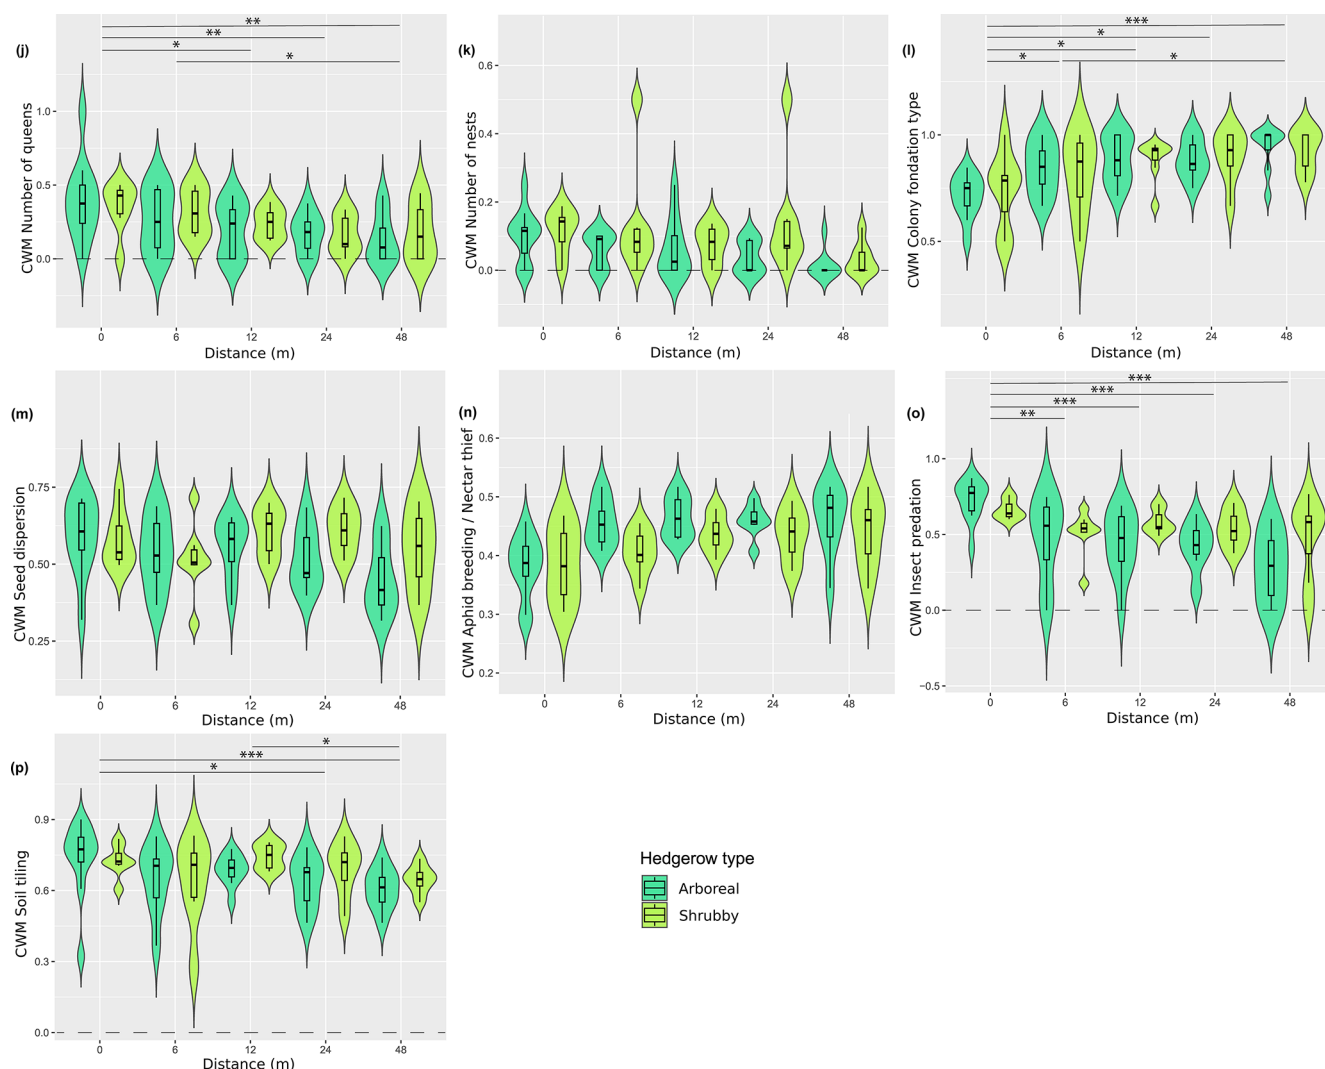 (j)
**
**
*
*
CWM Number of queens
1.0
0.5
0.0
0 6 12 24 48
Distance (m)
(k)
CWM Number of nests
0.6
0.4
0.2
0.0
0 6 12 24 48
Distance (m)
(l)
***
*
*
* *
CWM Colony fondation type
1.0
0.5
0 6 12 24 48
Distance (m)
(m)
CWM Seed dispersion
0.75
0.50
0.25
0 6 12 24 48
Distance (m)
(n)
CWM Aphid breeding / Nectar thief
0.6
0.5
0.4
0.3
0.2
0 6 12 24 48
Distance (m)
(o)
***
***
***
**
CWM Insect predation
1.0
0.5
0.0
−0.5
0 6 12 24 48
Distance (m)
(p)
*
***
*
CWM Soil tiling
0.9
0.6
0.3
0.0
0 6 12 24 48
Distance (m)
Hedgerow type
Arboreal
Shrubby